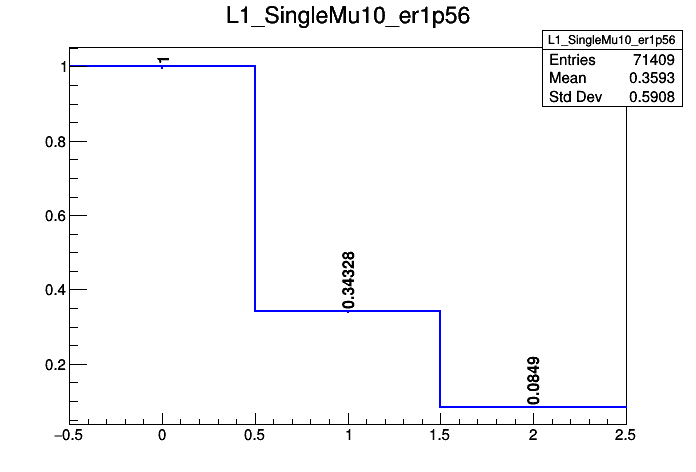 L1_SingleMu10_er1p56
L1_SingleMu10_er1p56
Entries 71409
Mean 0.3593
Std Dev 0.5908
1
0.8
0.6
0.4
0.2
1
0.34328
0.0849
−0.5 0 0.5 1 1.5 2 2.5